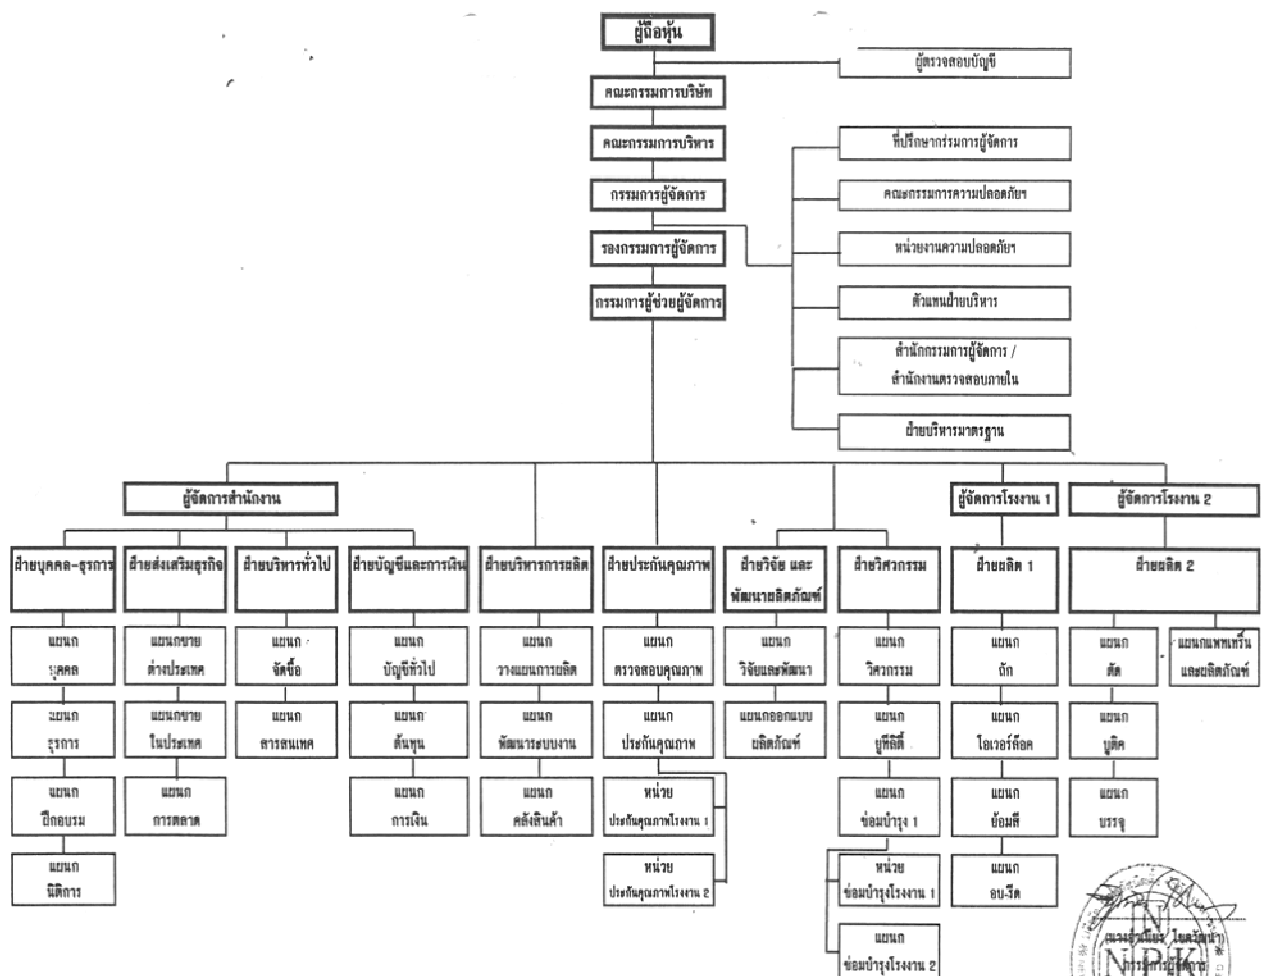 ผู้ถือหุ้น
ผู้ตรวจสอบบัญชี
คณะกรรมการบริษัท
คณะกรรมการบริหาร
ที่ปรึกษากรรมการผู้จัดการ
กรรมการผู้จัดการ
คณะกรรมการความปลอดภัยฯ
รองกรรมการผู้จัดการ
หน่วยงานความปลอดภัยฯ
กรรมการผู้ช่วยผู้จัดการ
ตัวแทนฝ่ายบริหาร
สำนักกรรมการผู้จัดการ /
สำนักงานตรวจสอบภายใน
ฝ่ายบริหารมาตรฐาน
ผู้จัดการสำนักงาน
ผู้จัดการโรงงาน 1
ผู้จัดการโรงงาน 2
ฝ่ายบุคคล-ธุรการ
ฝ่ายส่งเสริมธุรกิจ
ฝ่ายบริหารทั่วไป
ฝ่ายบัญชีและการเงิน
ฝ่ายบริหารการผลิต
ฝ่ายประกันคุณภาพ
ฝ่ายวิจัย และ
พัฒนาผลิตภัณฑ์
ฝ่ายวิศวกรรม
ฝ่ายผลิต 1
ฝ่ายผลิต 2
แผนก
บุคคล
แผนกขาย
ต่างประเทศ
แผนก
จัดซื้อ
แผนก
บัญชีทั่วไป
แผนก
วางแผนการผลิต
แผนก
ตรวจสอบคุณภาพ
แผนก
วิจัยและพัฒนา
แผนก
วิศวกรรม
แผนก
ถัก
แผนก
ตัด
แผนกแพทเทิร์น
และผลิตภัณฑ์
แผนก
ธุรการ
แผนกขาย
ในประเทศ
แผนก
สารสนเทศ
แผนก
ต้นทุน
แผนก
พัฒนาระบบงาน
แผนก
ประกันคุณภาพ
แผนกออกแบบ
ผลิตภัณฑ์
แผนก
ยูทีลิตี้
แผนก
โอเวอร์ล๊อค
แผนก
บูติค
แผนก
ฝึกอบรม
แผนก
การตลาด
แผนก
การเงิน
แผนก
คลังสินค้า
หน่วย
ประกันคุณภาพโรงงาน 1
แผนก
ซ่อมบำรุง 1
แผนก
ย้อมสี
แผนก
บรรจุ
แผนก
นิติการ
หน่วย
ประกันคุณภาพโรงงาน 2
หน่วย
ซ่อมบำรุงโรงงาน 1
แผนก
อบ-รีด
แผนก
ซ่อมบำรุงโรงงาน 2
กรรมการผู้จัดการ
N.P.K